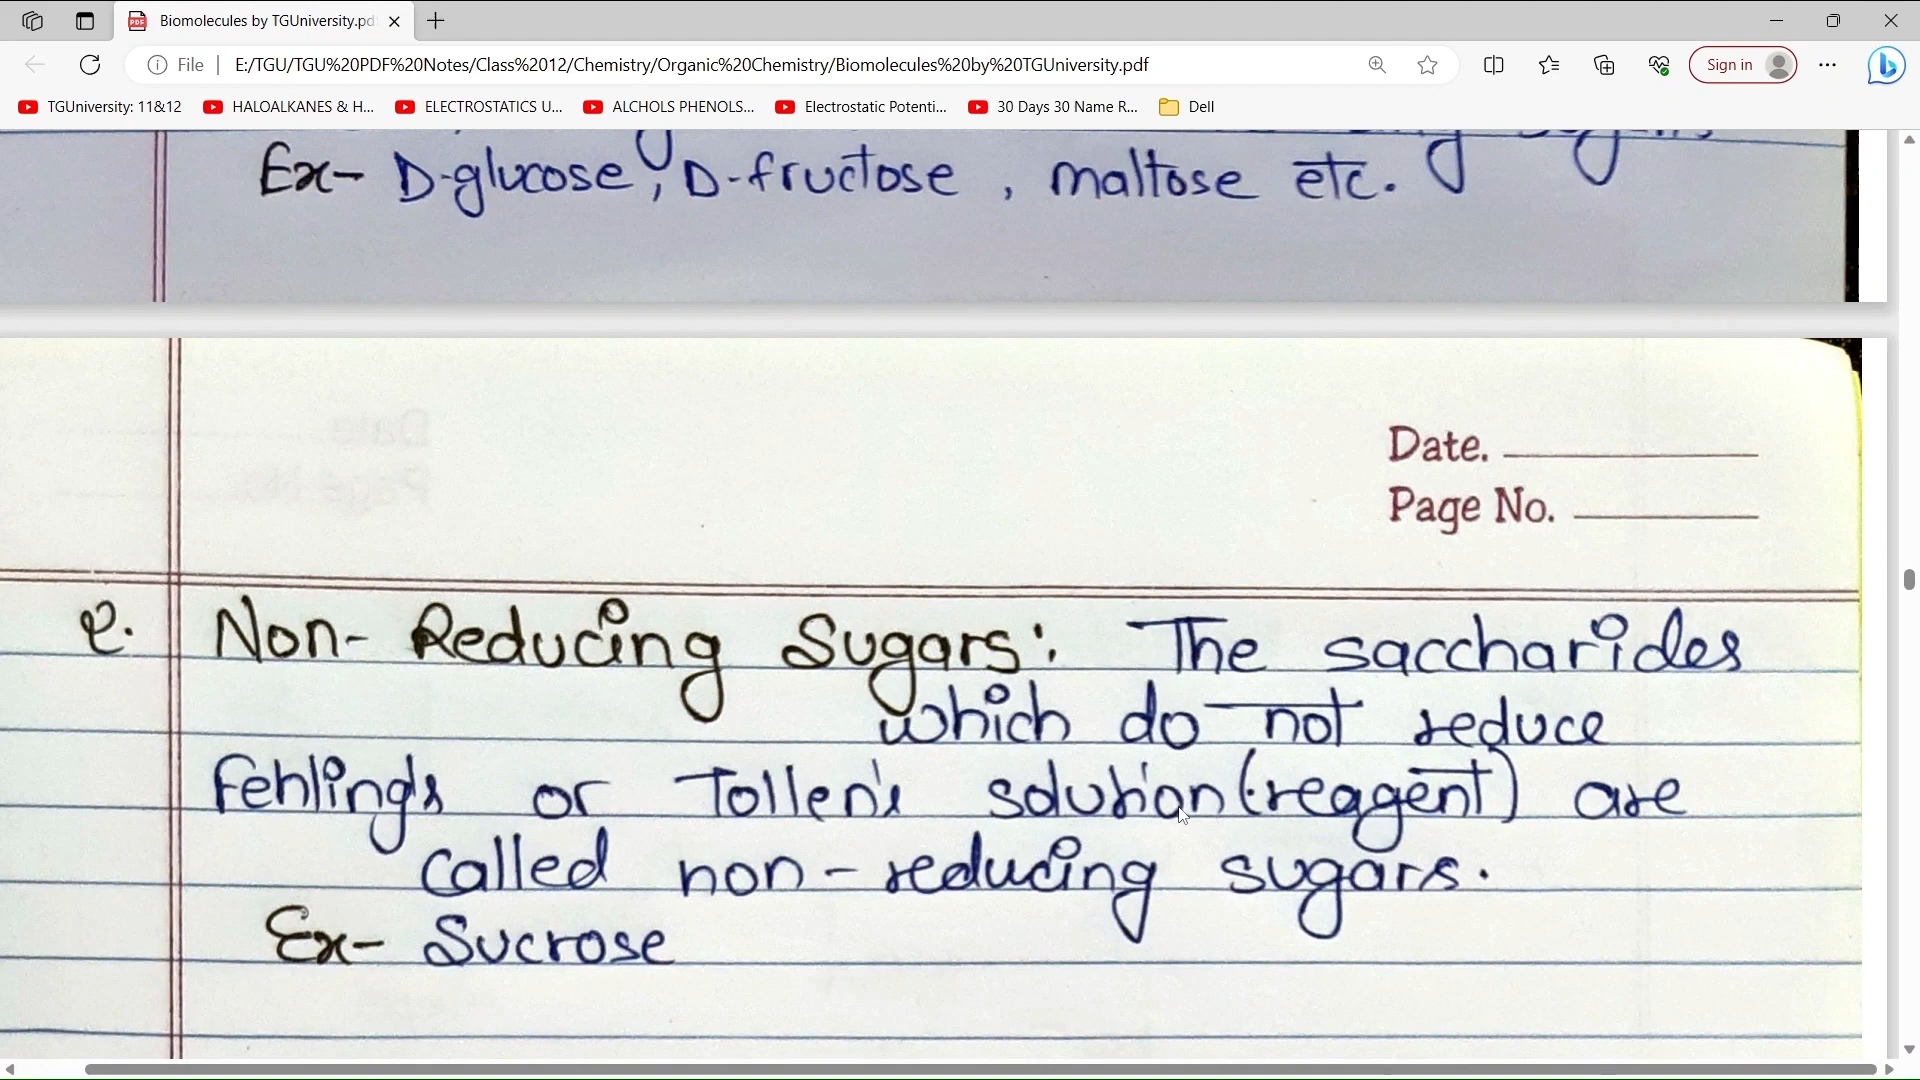 Biomolecules by TGUniversity.pd
File E:/TGU/TGU%20PDF%20Notes/Class%2012/Chemistry/Organic%20Chemistry/Biomolecules%20by%20TGUniversity.pdf
Sign in
TGUniversity: 11&12 HALOALKANES & H... ELECTROSTATICS U... ALCHOLS PHENOLS... Electrostatic Potenti... 30 Days 30 Name R... Dell
Ex- D-glucose, D-fructose, maltose etc.
Date.
Page No.
2. Non-Reducing Sugars: The saccharides
which do not reduce
Fehling's or Tollen's solution (reagent) are
called non-reducing sugars.
Ex- Sucrose